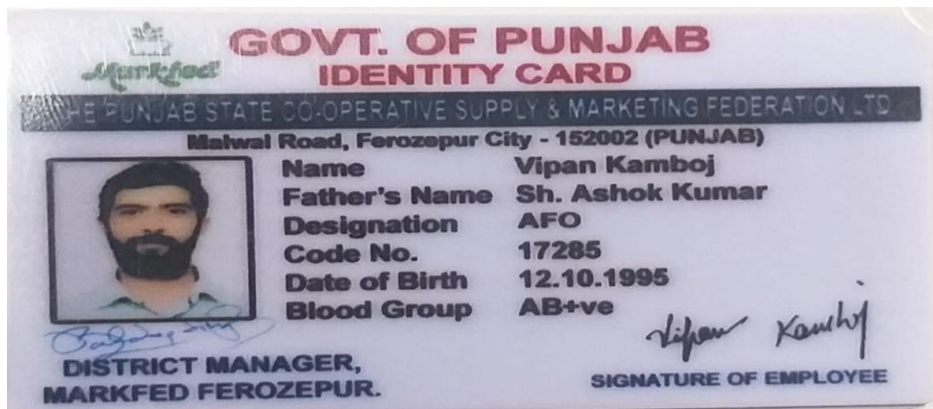 Markfed
GOVT. OF PUNJAB
IDENTITY CARD
THE PUNJAB STATE CO-OPERATIVE SUPPLY & MARKETING FEDERATION LTD.
Malwal Road, Ferozepur City - 152002 (PUNJAB)
Name Vipan Kamboj
Father's Name Sh. Ashok Kumar
Designation AFO
Code No. 17285
Date of Birth 12.10.1995
Blood Group AB+ve
Vipan Kamboj
DISTRICT MANAGER,
MARKFED FEROZEPUR.
SIGNATURE OF EMPLOYEE